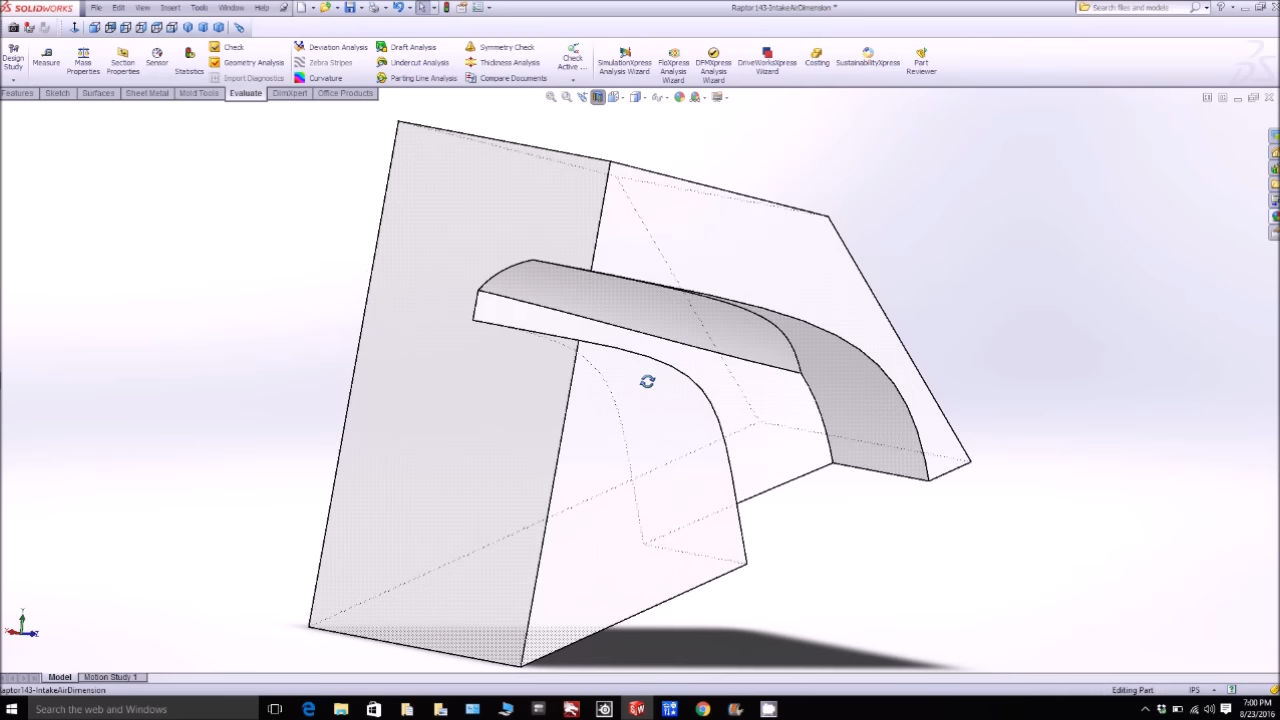 SOLIDWORKS File Edit View Insert Tools Window Help Raptor143-IntakeAirDimension * Search files and models
Design Study
Measure
Mass Properties
Section Properties
Sensor
Statistics
Check
Geometry Analysis
Import Diagnostics
Deviation Analysis
Zebra Stripes
Curvature
Draft Analysis
Undercut Analysis
Parting Line Analysis
Symmetry Check
Thickness Analysis
Compare Documents
Check Active ...
SimulationXpress Analysis Wizard
FloXpress Analysis Wizard
DFMXpress Analysis Wizard
DriveWorksXpress Wizard
Costing
SustainabilityXpress
Part Reviewer
Features Sketch Surfaces Sheet Metal Mold Tools Evaluate DimXpert Office Products
Y
X Z
Model Motion Study 1
aptor143-IntakeAirDimension Editing Part IPS
Search the web and Windows
7:00 PM
8/23/2016